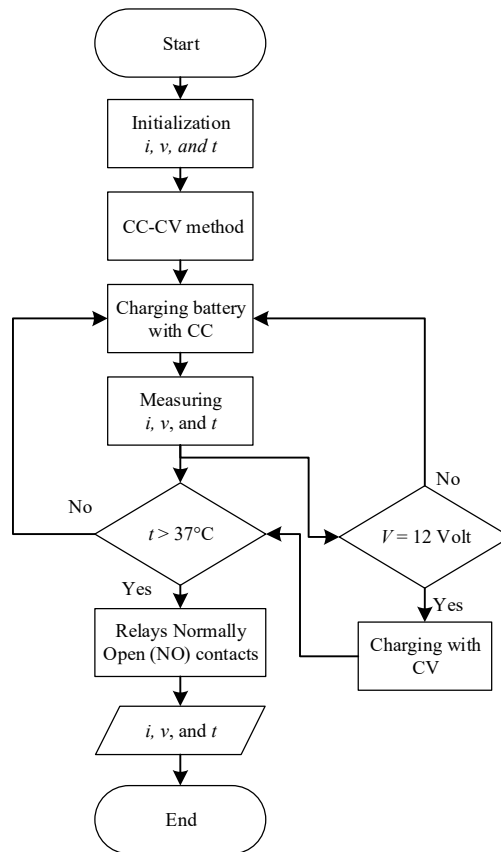 Start
Initialization
i, v, and t
CC-CV method
Charging battery
with CC
Measuring
i, v, and t
No
t > 37°C
Yes
No
V = 12 Volt
Yes
Charging with
CV
Relays Normally
Open (NO) contacts
i, v, and t
End